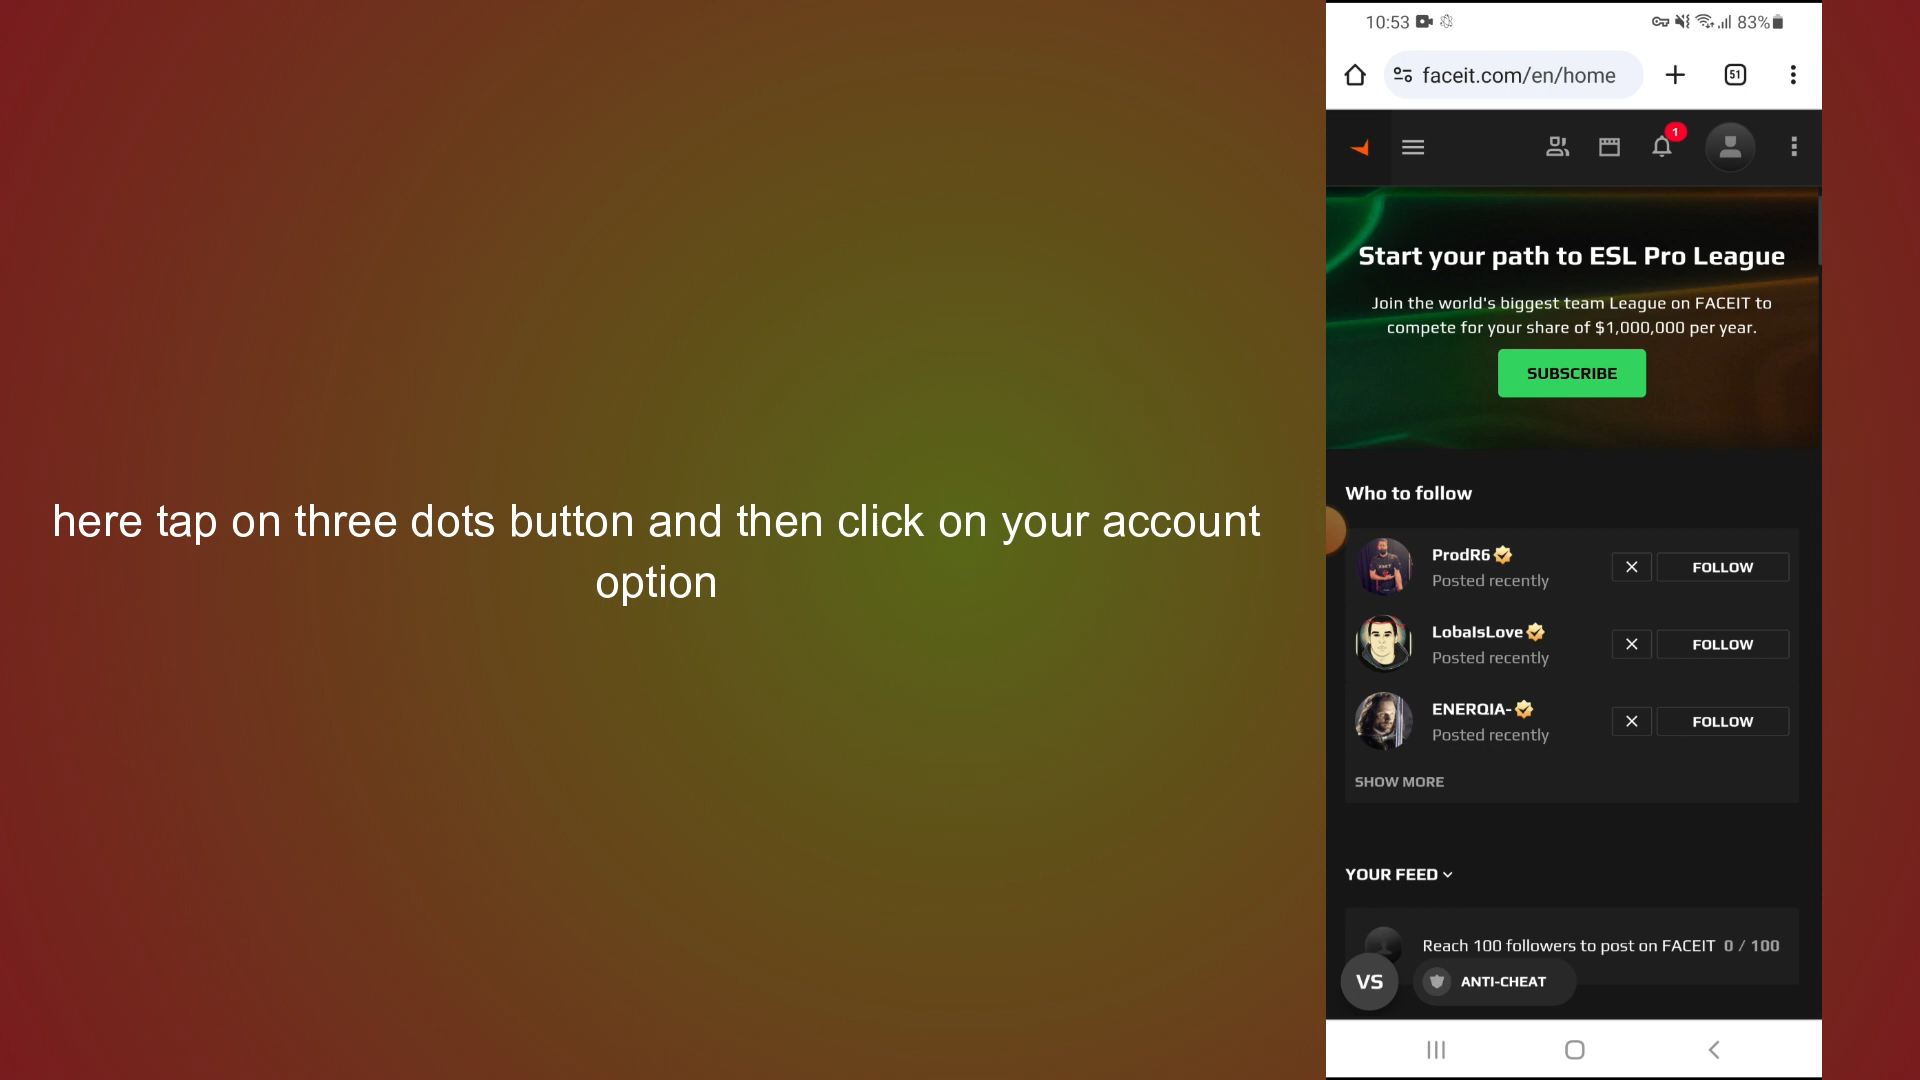 10:53
83%
faceit.com/en/home
51
1
Start your path to ESL Pro League
Join the world's biggest team League on FACEIT to
compete for your share of $1,000,000 per year.
SUBSCRIBE
here tap on three dots button and then click on your account
option
Who to follow
ProdR6
Posted recently
FOLLOW
LobaIsLove
Posted recently
FOLLOW
ENERQIA-
Posted recently
FOLLOW
SHOW MORE
YOUR FEED
Reach 100 followers to post on FACEIT 0 / 100
VS
ANTI-CHEAT